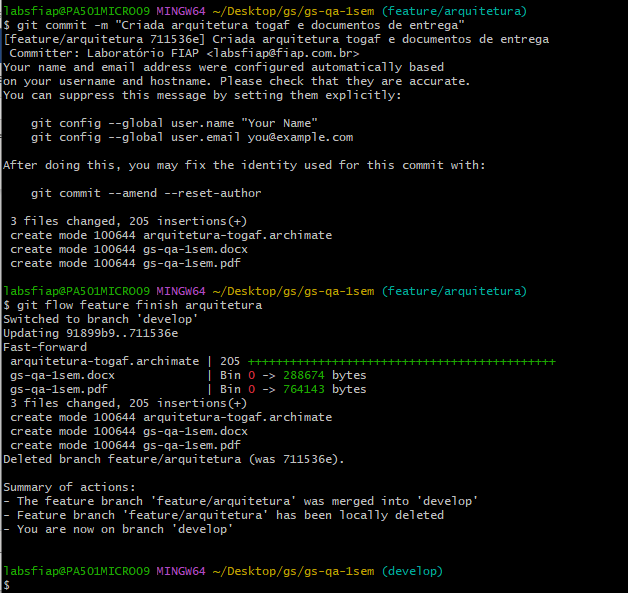 labsfiap@PA501MICRO09 MINGW64 ~/Desktop/gs/gs-qa-1sem (feature/arquitetura)
$ git commit -m "Criada arquitetura togaf e documentos de entrega"
[feature/arquitetura 711536e] Criada arquitetura togaf e documentos de entrega
 Committer: Laboratório FIAP <labsfiap@fiap.com.br>
Your name and email address were configured automatically based
on your username and hostname. Please check that they are accurate.
You can suppress this message by setting them explicitly:

    git config --global user.name "Your Name"
    git config --global user.email you@example.com

After doing this, you may fix the identity used for this commit with:

    git commit --amend --reset-author

 3 files changed, 205 insertions(+)
 create mode 100644 arquitetura-togaf.archimate
 create mode 100644 gs-qa-1sem.docx
 create mode 100644 gs-qa-1sem.pdf

labsfiap@PA501MICRO09 MINGW64 ~/Desktop/gs/gs-qa-1sem (feature/arquitetura)
$ git flow feature finish arquitetura
Switched to branch 'develop'
Updating 91899b9..711536e
Fast-forward
 arquitetura-togaf.archimate | 205 ++++++++++++++++++++++++++++++++++++++++++++
 gs-qa-1sem.docx             | Bin 0 -> 288674 bytes
 gs-qa-1sem.pdf              | Bin 0 -> 764143 bytes
 3 files changed, 205 insertions(+)
 create mode 100644 arquitetura-togaf.archimate
 create mode 100644 gs-qa-1sem.docx
 create mode 100644 gs-qa-1sem.pdf
Deleted branch feature/arquitetura (was 711536e).

Summary of actions:
- The feature branch 'feature/arquitetura' was merged into 'develop'
- Feature branch 'feature/arquitetura' has been locally deleted
- You are now on branch 'develop'

labsfiap@PA501MICRO09 MINGW64 ~/Desktop/gs/gs-qa-1sem (develop)
$